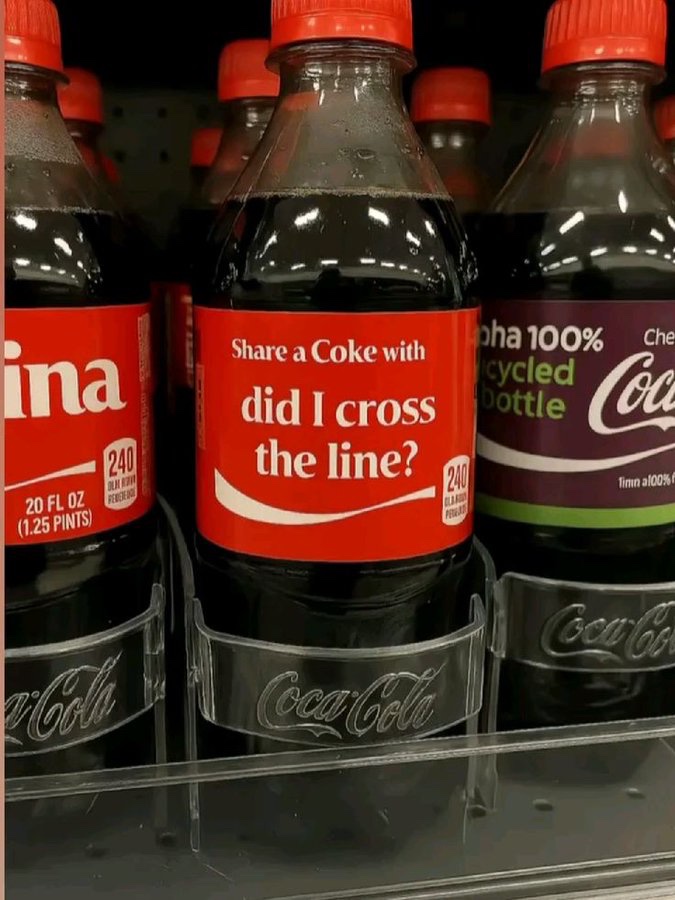 ina
240
20 FL OZ
(1.25 PINTS)
Share a Coke with
did I cross
the line?
240
pha 100%
cycled
bottle
Che
Coca
Coca-Cola
Coca-Cola
Coca-Cola